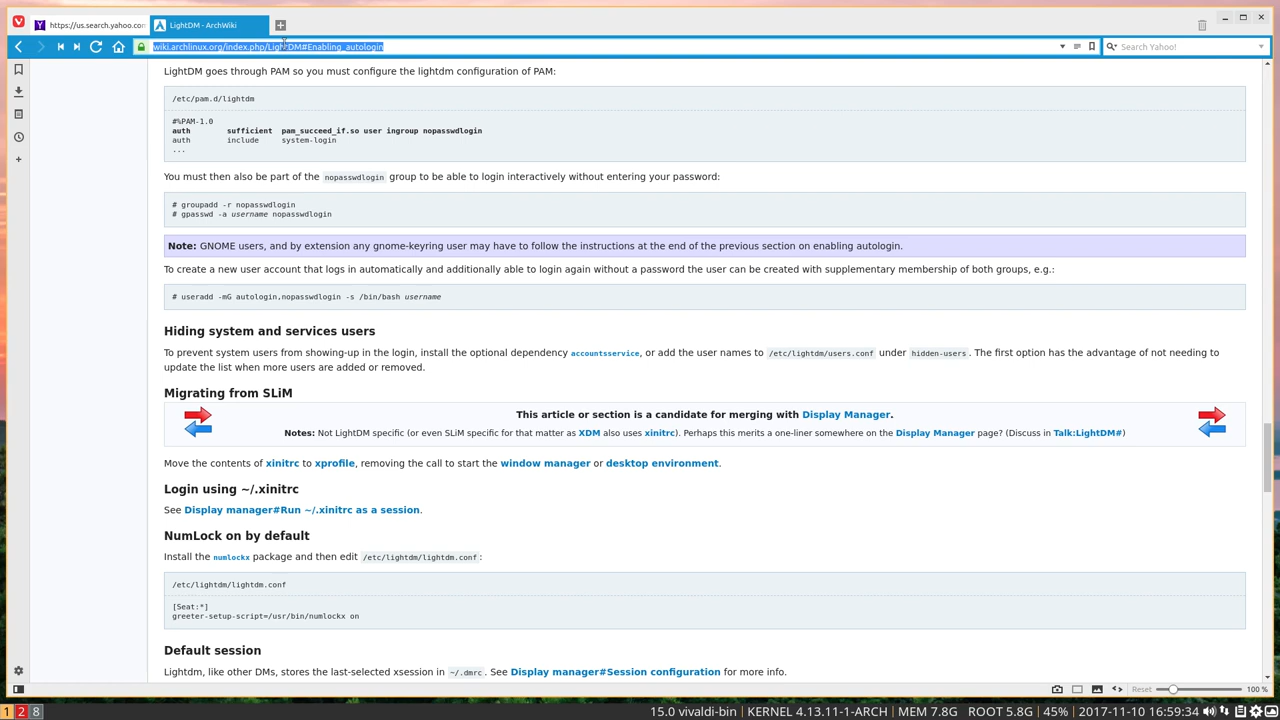 https://us.search.yahoo.com
LightDM - ArchWiki
wiki.archlinux.org/index.php/LightDM#Enabling_autologin
Search Yahoo!
LightDM goes through PAM so you must configure the lightdm configuration of PAM:
/etc/pam.d/lightdm
#%PAM-1.0
auth sufficient pam_succeed_if.so user ingroup nopasswdlogin
auth include system-login
...
You must then also be part of the nopasswdlogin group to be able to login interactively without entering your password:
# groupadd -r nopasswdlogin
# gpasswd -a username nopasswdlogin
Note: GNOME users, and by extension any gnome-keyring user may have to follow the instructions at the end of the previous section on enabling autologin.
To create a new user account that logs in automatically and additionally able to login again without a password the user can be created with supplementary membership of both groups, e.g.:
# useradd -mG autologin,nopasswdlogin -s /bin/bash username
Hiding system and services users
To prevent system users from showing-up in the login, install the optional dependency accountsservice, or add the user names to /etc/lightdm/users.conf under hidden-users. The first option has the advantage of not needing to
update the list when more users are added or removed.
Migrating from SLiM
This article or section is a candidate for merging with Display Manager.
Notes: Not LightDM specific (or even SLiM specific for that matter as XDM also uses xinitrc). Perhaps this merits a one-liner somewhere on the Display Manager page? (Discuss in Talk:LightDM#)
Move the contents of xinitrc to xprofile, removing the call to start the window manager or desktop environment.
Login using ~/.xinitrc
See Display manager#Run ~/.xinitrc as a session.
NumLock on by default
Install the numlockx package and then edit /etc/lightdm/lightdm.conf:
/etc/lightdm/lightdm.conf
[Seat:*]
greeter-setup-script=/usr/bin/numlockx on
Default session
Lightdm, like other DMs, stores the last-selected xsession in ~/.dmrc. See Display manager#Session configuration for more info.
Reset 100 %
1 2 8 15.0 vivaldi-bin | KERNEL 4.13.11-1-ARCH | MEM 7.8G | ROOT 5.8G | 45% | 2017-11-10 16:59:34